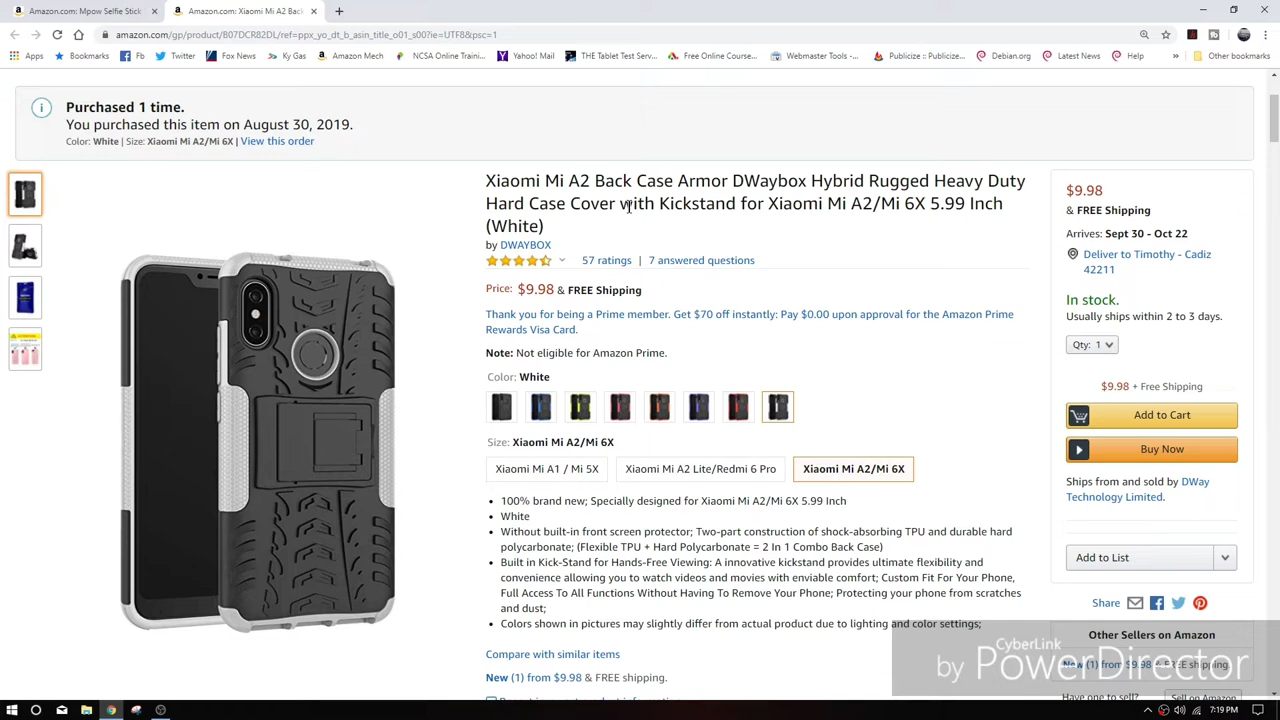 Amazon.com: Mpow Selfie Stick
Amazon.com: Xiaomi Mi A2 Back
amazon.com/gp/product/B07DCR82DL/ref=ppx_yo_dt_b_asin_title_o01_s00?ie=UTF8&psc=1
Apps Bookmarks Fb Twitter Fox News Ky Gas Amazon Mech NCSA Online Traini... Yahoo! Mail THE Tablet Test Serv... Free Online Course... Webmaster Tools -... Publicize :: Publicize... Debian.org Latest News Help » Other bookmarks
Purchased 1 time.
You purchased this item on August 30, 2019.
Color: White | Size: Xiaomi Mi A2/Mi 6X | View this order
Xiaomi Mi A2 Back Case Armor DWaybox Hybrid Rugged Heavy Duty
Hard Case Cover with Kickstand for Xiaomi Mi A2/Mi 6X 5.99 Inch
(White)
by DWAYBOX
57 ratings | 7 answered questions
Price: $9.98 & FREE Shipping
Thank you for being a Prime member. Get $70 off instantly: Pay $0.00 upon approval for the Amazon Prime
Rewards Visa Card.
Note: Not eligible for Amazon Prime.
Color: White
Size: Xiaomi Mi A2/Mi 6X
Xiaomi Mi A1 / Mi 5X
Xiaomi Mi A2 Lite/Redmi 6 Pro
Xiaomi Mi A2/Mi 6X
• 100% brand new; Specially designed for Xiaomi Mi A2/Mi 6X 5.99 Inch
• White
• Without built-in front screen protector; Two-part construction of shock-absorbing TPU and durable hard
polycarbonate; (Flexible TPU + Hard Polycarbonate = 2 In 1 Combo Back Case)
• Built in Kick-Stand for Hands-Free Viewing: A innovative kickstand provides ultimate flexibility and
convenience allowing you to watch videos and movies with enviable comfort; Custom Fit For Your Phone,
Full Access To All Functions Without Having To Remove Your Phone; Protecting your phone from scratches
and dust;
• Colors shown in pictures may slightly differ from actual product due to lighting and color settings;
Compare with similar items
New (1) from $9.98 & FREE shipping.
$9.98
& FREE Shipping
Arrives: Sept 30 - Oct 22
Deliver to Timothy - Cadiz
42211
In stock.
Usually ships within 2 to 3 days.
Qty: 1
$9.98 + Free Shipping
Add to Cart
Buy Now
Ships from and sold by DWay
Technology Limited.
Add to List
Share
Other Sellers on Amazon
New (1) from $9.98 & FREE shipping.
Have one to sell? Sell on Amazon
CyberLink
by PowerDirector
7:19 PM